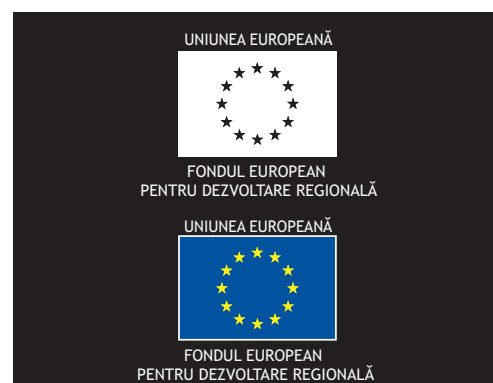 UNIUNEA EUROPEANĂ
FONDUL EUROPEAN
PENTRU DEZVOLTARE REGIONALĂ
UNIUNEA EUROPEANĂ
FONDUL EUROPEAN
PENTRU DEZVOLTARE REGIONALĂ